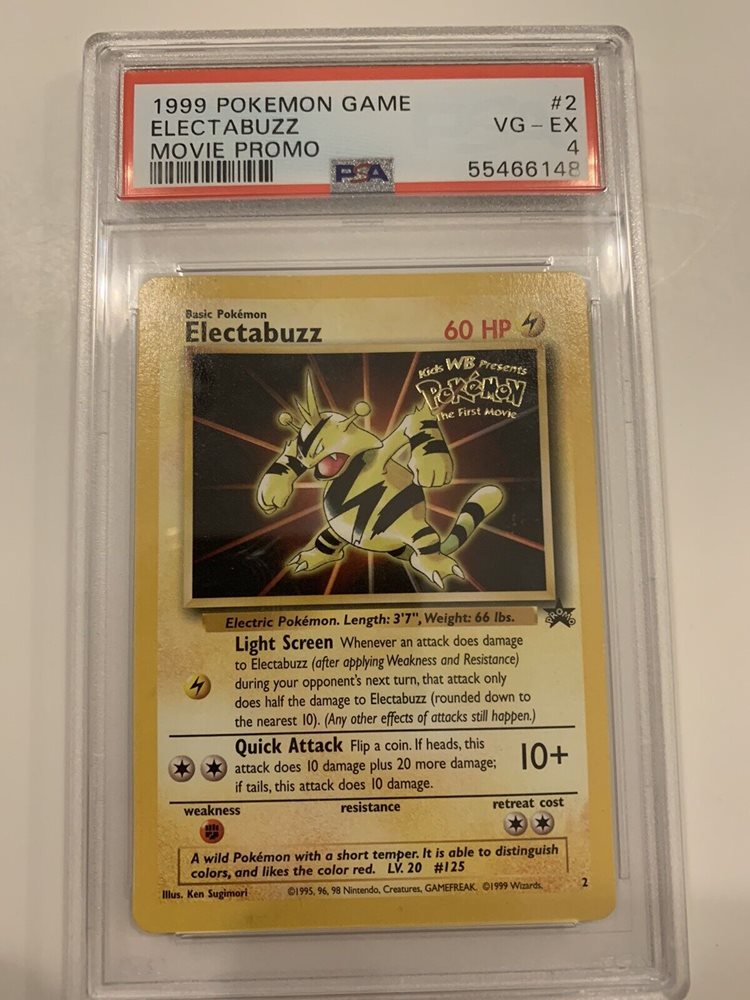 1999 POKEMON GAME #2
ELECTABUZZ VG - EX
MOVIE PROMO 4
PSA 55466148
Basic Pokémon
Electabuzz 60 HP
Kids WB Presents
POKéMON
The First Movie
PROMO
Electric Pokémon. Length: 3'7", Weight: 66 lbs.
Light Screen Whenever an attack does damage
to Electabuzz (after applying Weakness and Resistance)
during your opponent's next turn, that attack only
does half the damage to Electabuzz (rounded down to
the nearest 10). (Any other effects of attacks still happen.)
Quick Attack Flip a coin. If heads, this
attack does 10 damage plus 20 more damage; 10+
if tails, this attack does 10 damage.
weakness resistance retreat cost
A wild Pokémon with a short temper. It is able to distinguish
colors, and likes the color red. LV. 20 #125
Illus. Ken Sugimori ©1995, 96, 98 Nintendo, Creatures, GAMEFREAK. ©1999 Wizards. 2